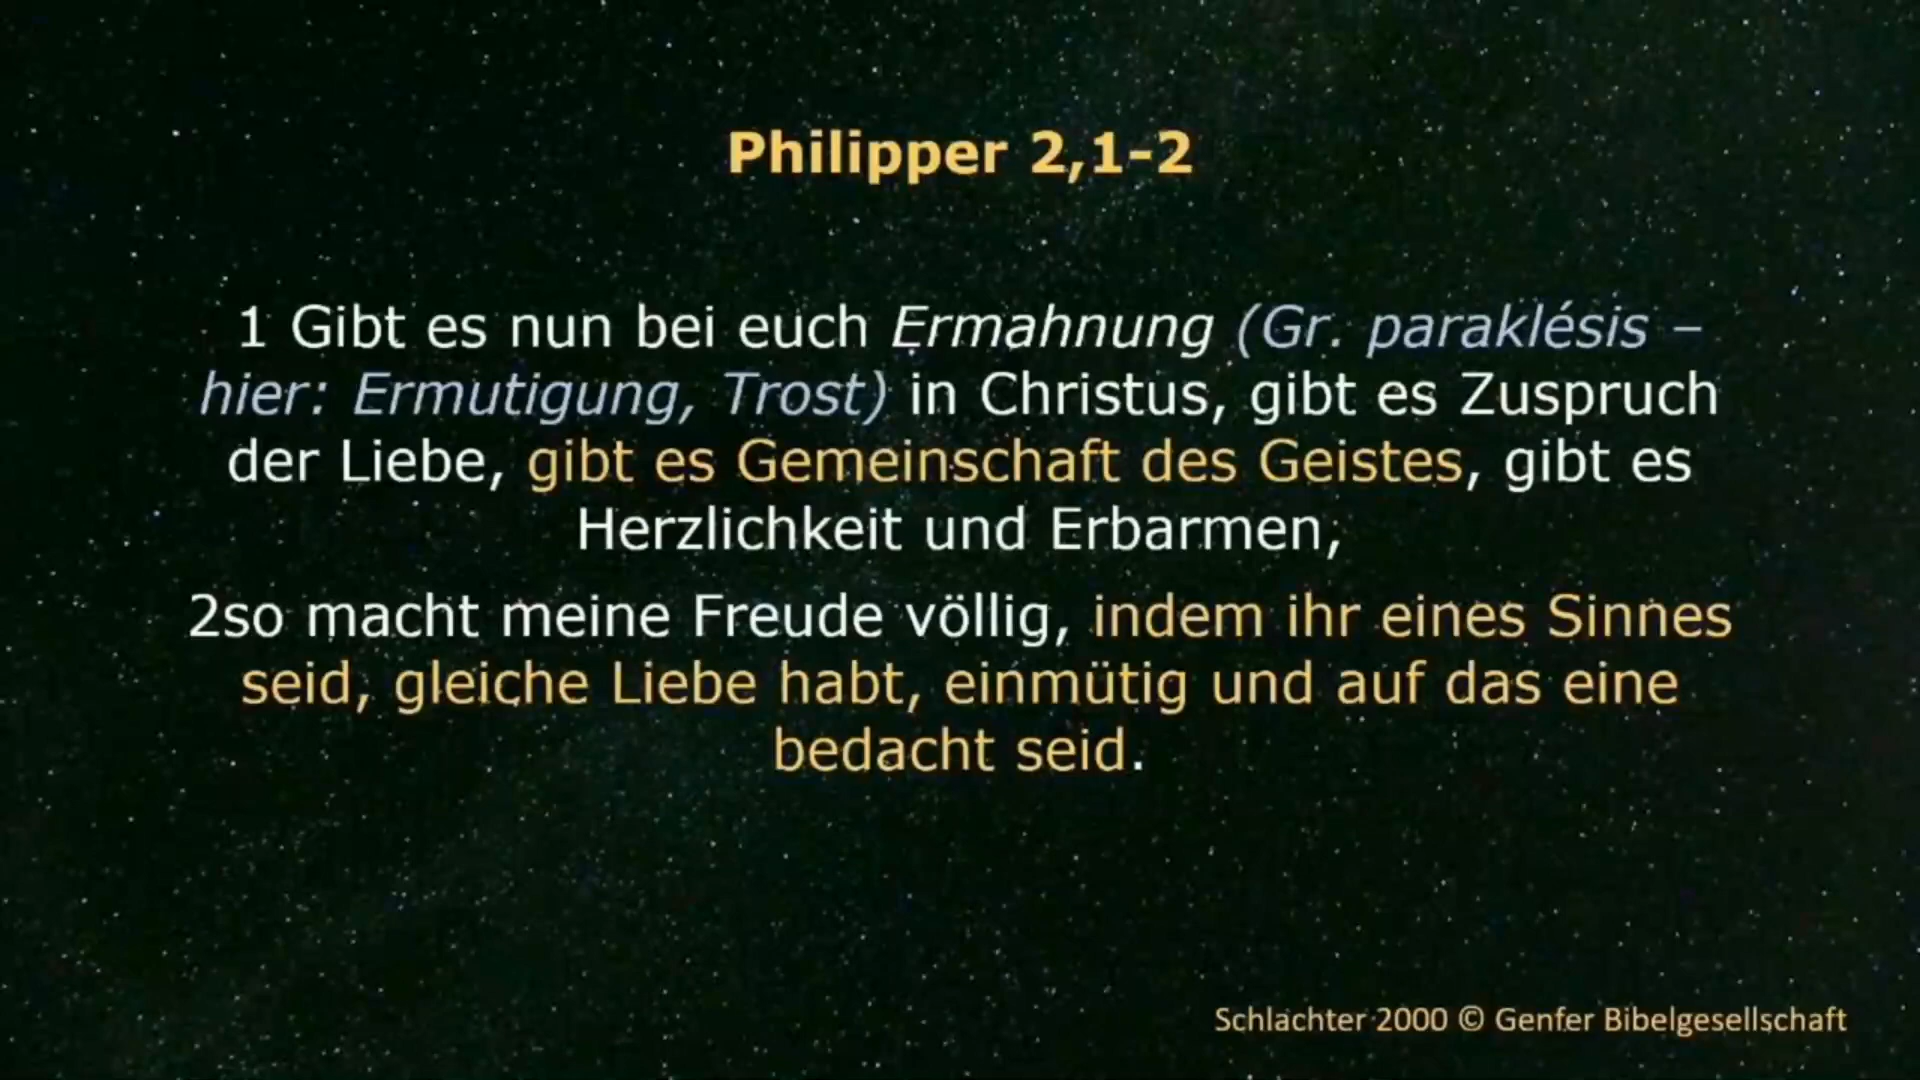 Philipper 2,1-2
1 Gibt es nun bei euch Ermahnung (Gr. paraklésis –
hier: Ermutigung, Trost) in Christus, gibt es Zuspruch
der Liebe, gibt es Gemeinschaft des Geistes, gibt es
Herzlichkeit und Erbarmen,
2so macht meine Freude völlig, indem ihr eines Sinnes
seid, gleiche Liebe habt, einmütig und auf das eine
bedacht seid.
Schlachter 2000 © Genfer Bibelgesellschaft